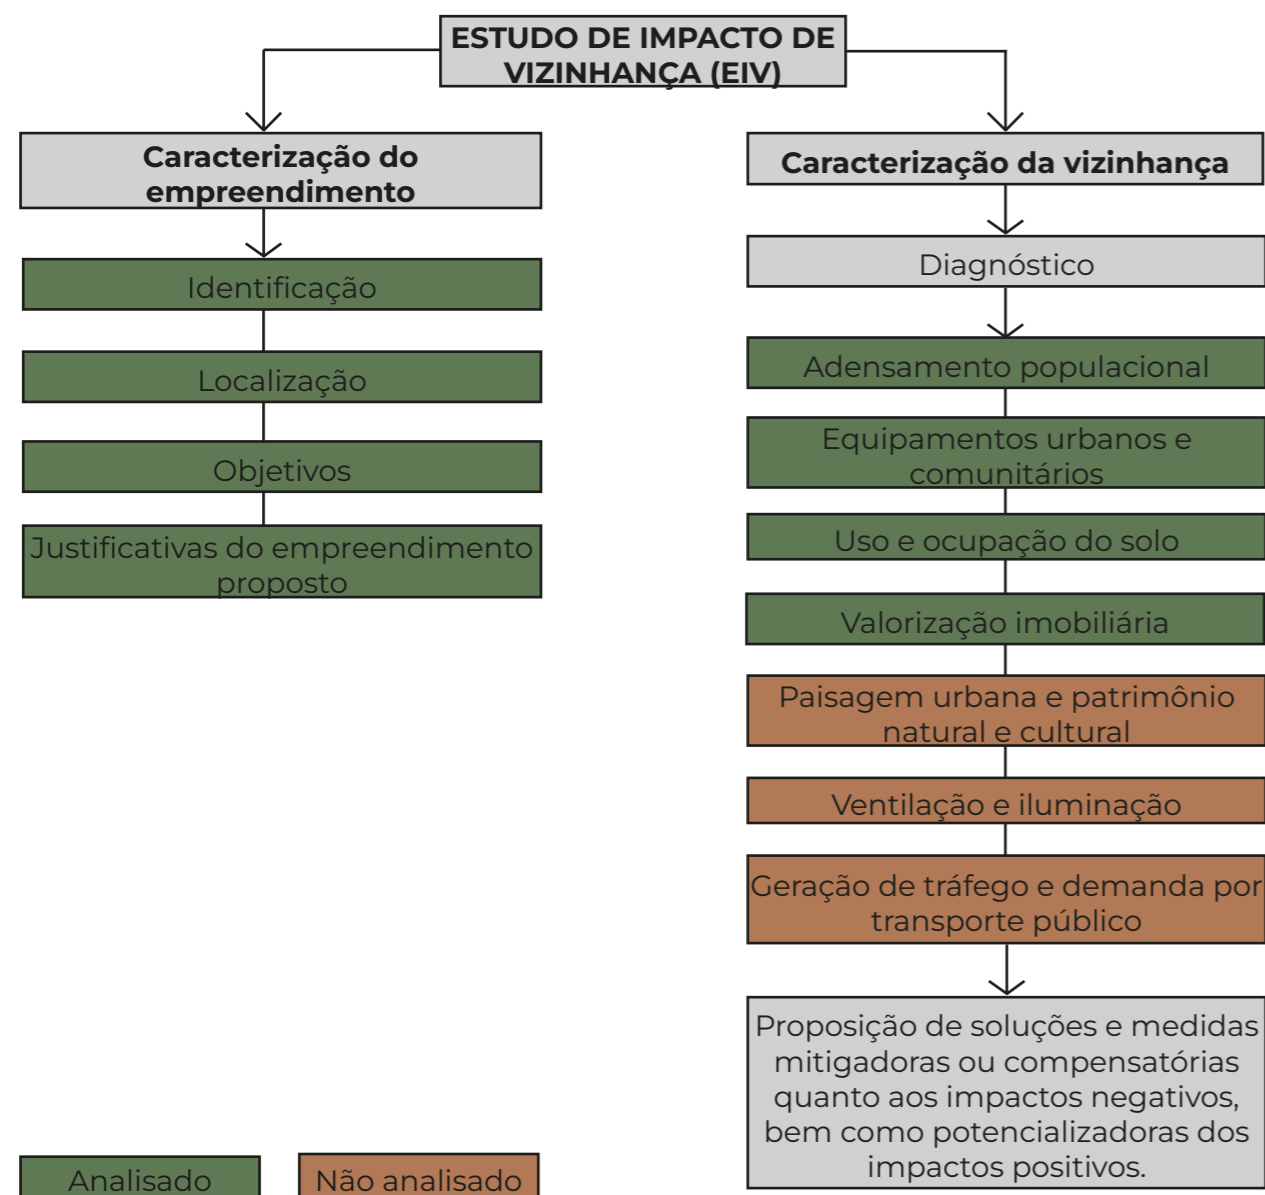 ESTUDO DE IMPACTO DE
VIZINHANÇA (EIV)
Caracterização do
empreendimento
Identificação
Localização
Objetivos
Justificativas do empreendimento
proposto
Caracterização da vizinhança
Diagnóstico
Adensamento populacional
Equipamentos urbanos e
comunitários
Uso e ocupação do solo
Valorização imobiliária
Paisagem urbana e patrimônio
natural e cultural
Ventilação e iluminação
Geração de tráfego e demanda por
transporte público
Proposição de soluções e medidas
mitigadoras ou compensatórias
quanto aos impactos negativos,
bem como potencializadoras dos
impactos positivos.
Analisado
Não analisado